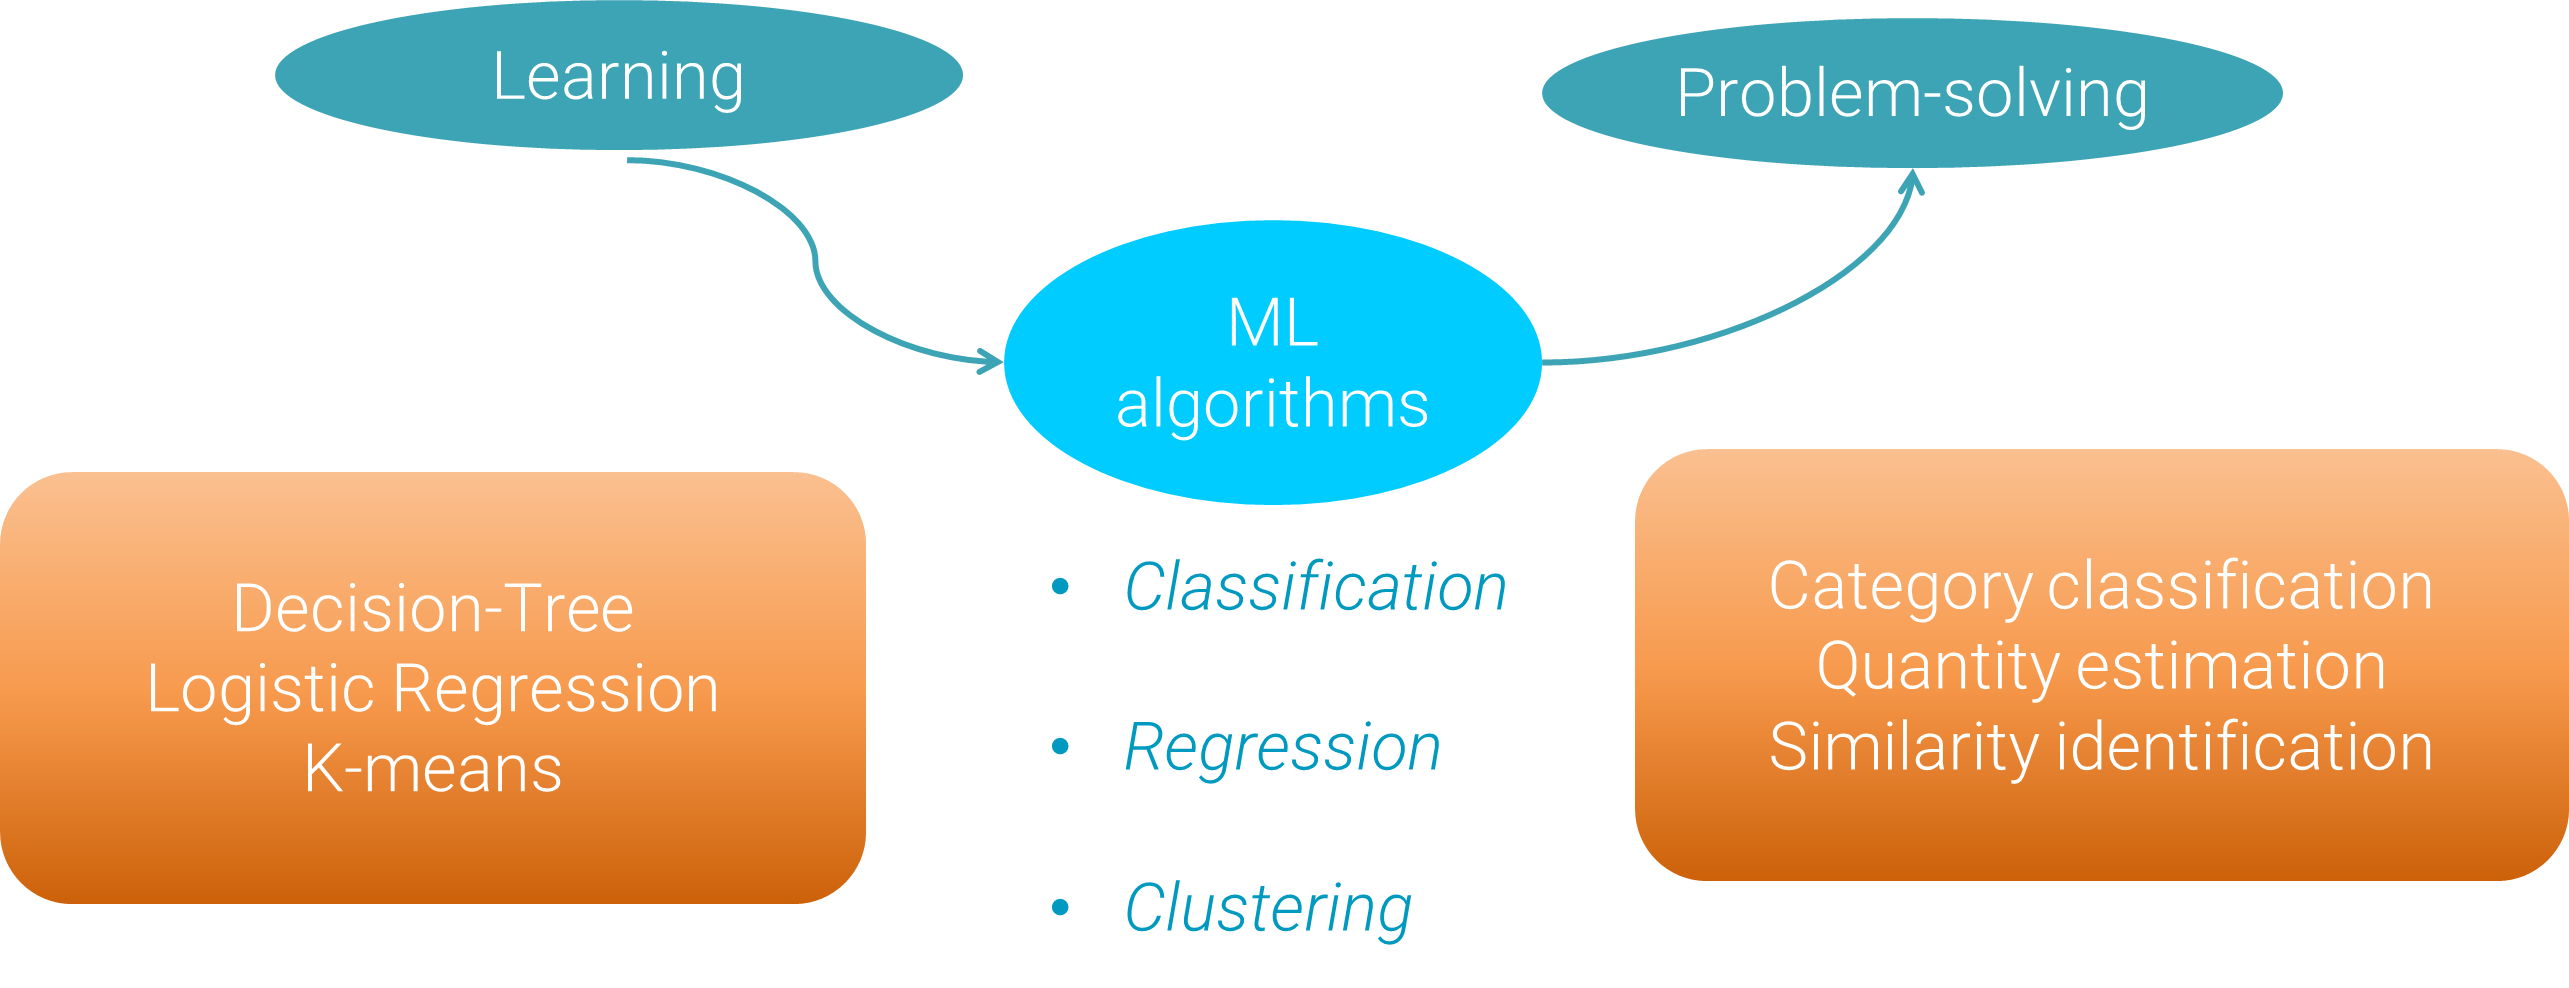 Learning
Problem-solving
ML
algorithms
Decision-Tree
Logistic Regression
K-means
• Classification
• Regression
• Clustering
Category classification
Quantity estimation
Similarity identification